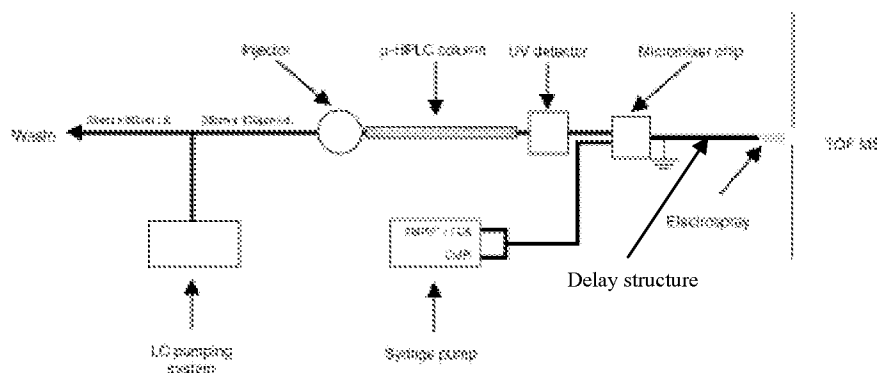 Injector
μ-HPLC column
UV detector
Micromixer chip
Waste
TOF MS
Electrospray
Delay structure
LC pumping
system
Syringe pump